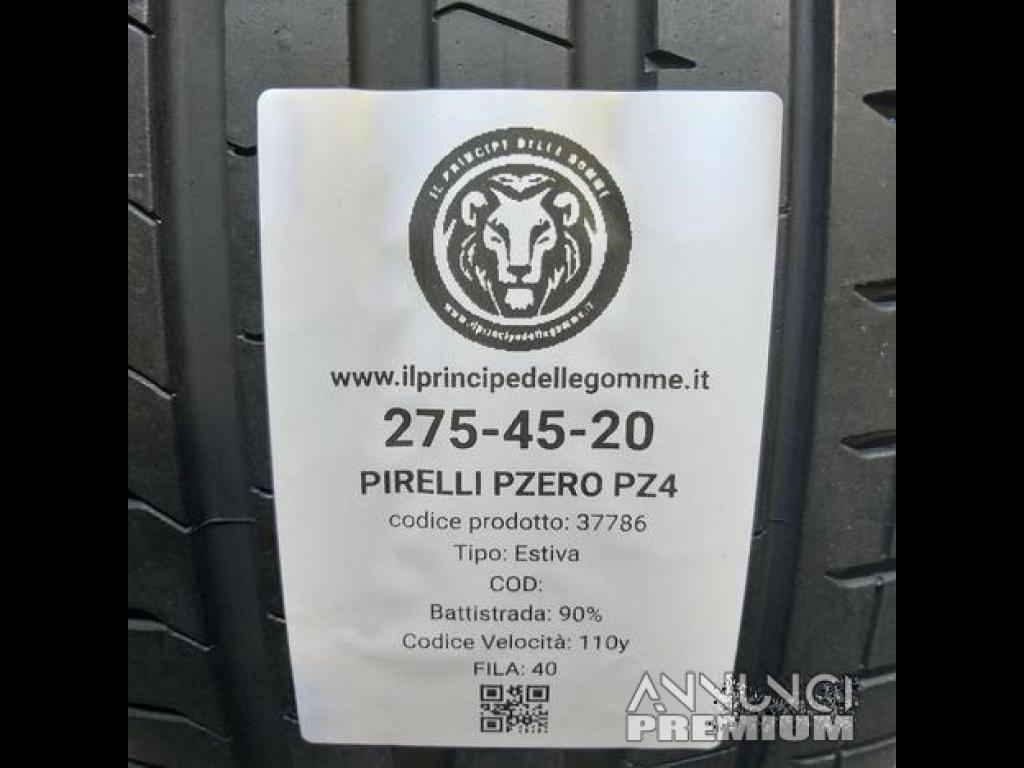 IL PRINCIPE DELLE GOMME
www.ilprincipedellegomme.it
www.ilprincipedellegomme.it
275-45-20
PIRELLI PZERO PZ4
codice prodotto: 37786
Tipo: Estiva
COD:
Battistrada: 90%
Codice Velocità: 110y
FILA: 40
ANNUNCI
PREMIUM